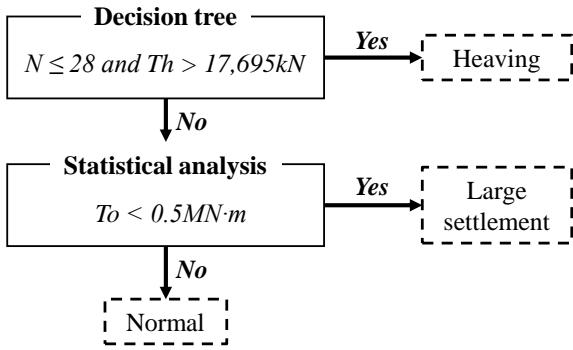 Decision tree
N ≤ 28 and Th > 17,695kN
Yes
Heaving
No
Statistical analysis
To < 0.5MN·m
Yes
Large
settlement
No
Normal